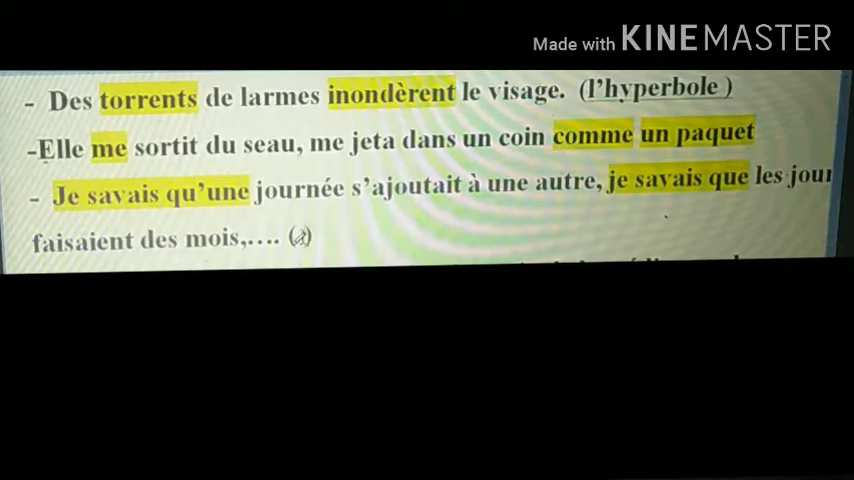 Made with KINEMASTER
- Des torrents de larmes inondèrent le visage. (l'hyperbole )
-Elle me sortit du seau, me jeta dans un coin comme un paquet
- Je savais qu'une journée s'ajoutait à une autre, je savais que les jour
faisaient des mois,....